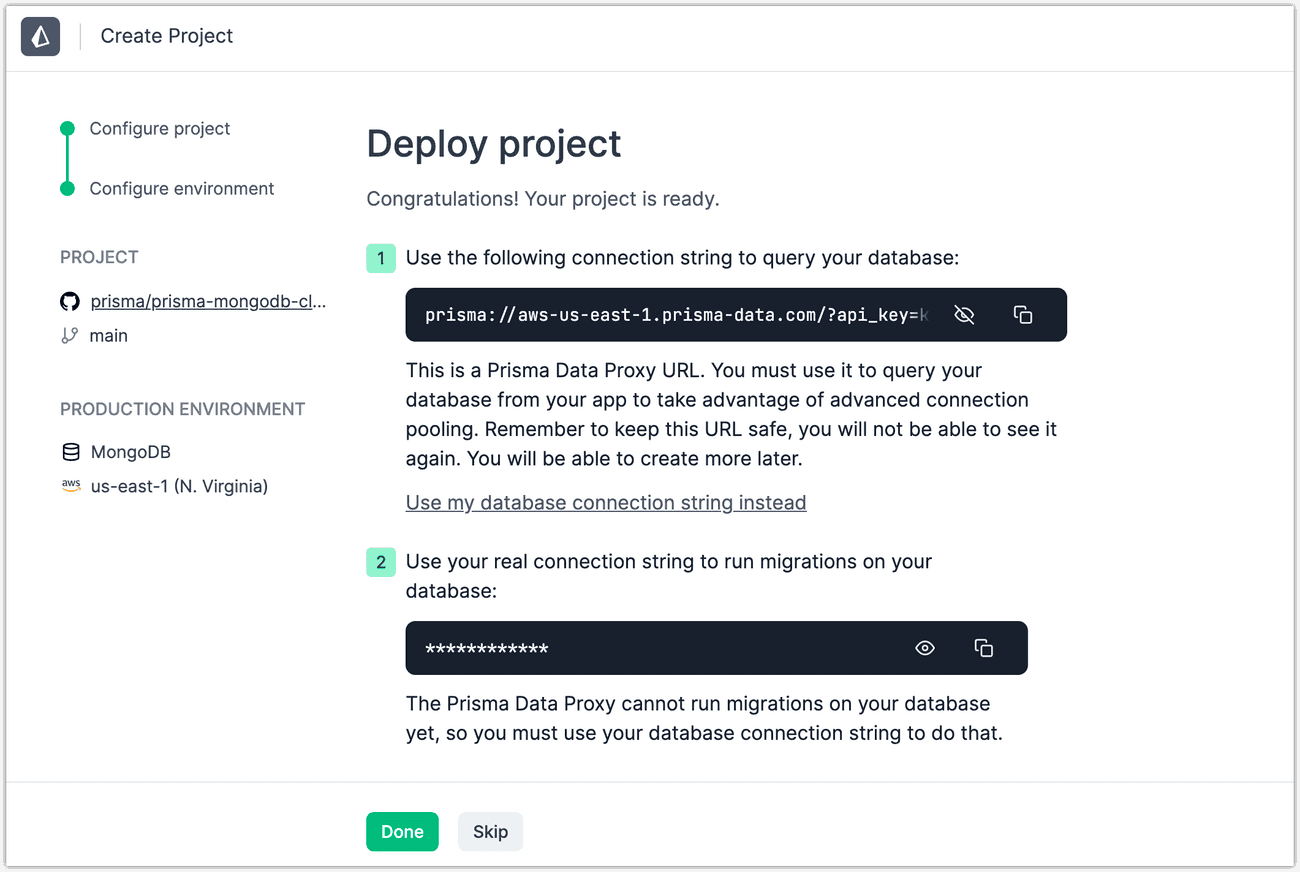 Create Project
Configure project
Configure environment
PROJECT
prisma/prisma-mongodb-cl...
main
PRODUCTION ENVIRONMENT
MongoDB
aws
us-east-1 (N. Virginia)
Deploy project
Congratulations! Your project is ready.
1 Use the following connection string to query your database:
prisma://aws-us-east-1.prisma-data.com/?api_key=k
This is a Prisma Data Proxy URL. You must use it to query your
database from your app to take advantage of advanced connection
pooling. Remember to keep this URL safe, you will not be able to see it
again. You will be able to create more later.
Use my database connection string instead
2 Use your real connection string to run migrations on your
database:
************
The Prisma Data Proxy cannot run migrations on your database
yet, so you must use your database connection string to do that.
Done
Skip